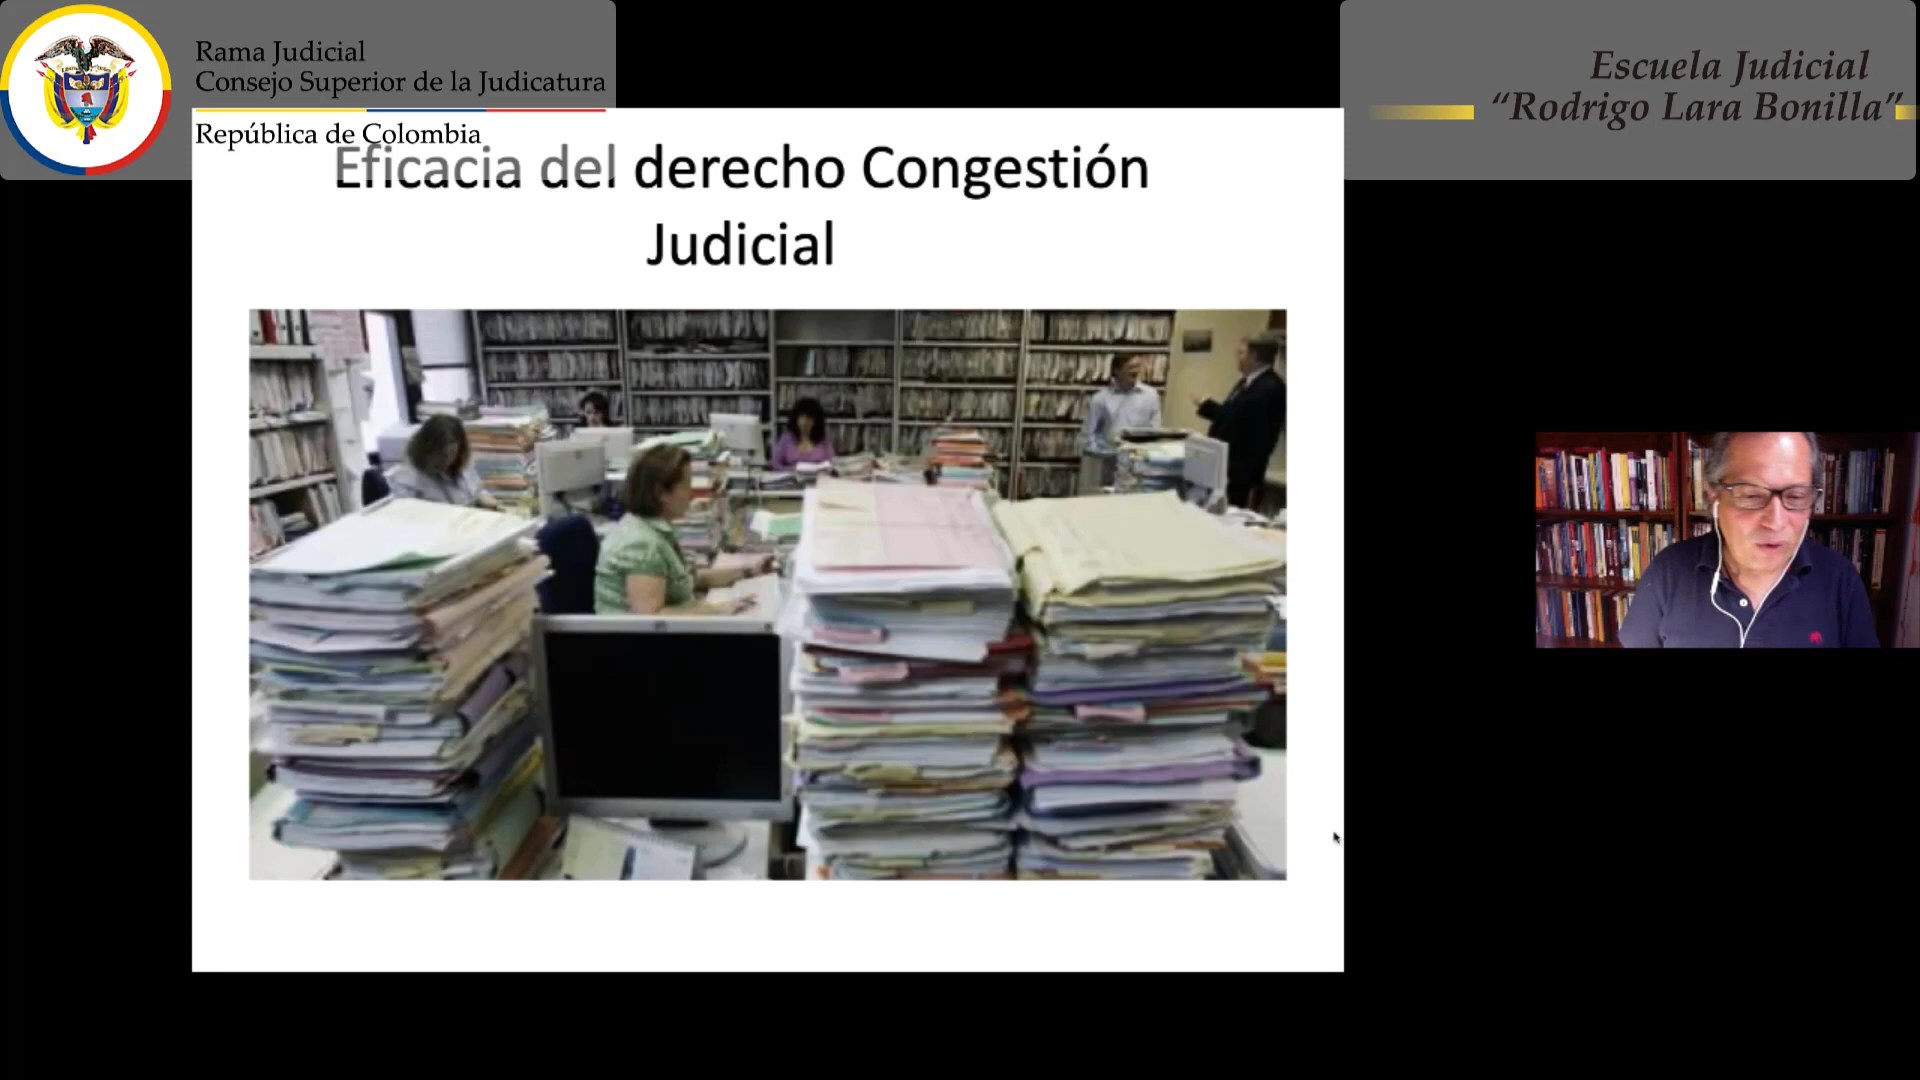 Rama Judicial
Consejo Superior de la Judicatura
República de Colombia
Escuela Judicial
“Rodrigo Lara Bonilla”
Eficacia del derecho Congestión
Judicial